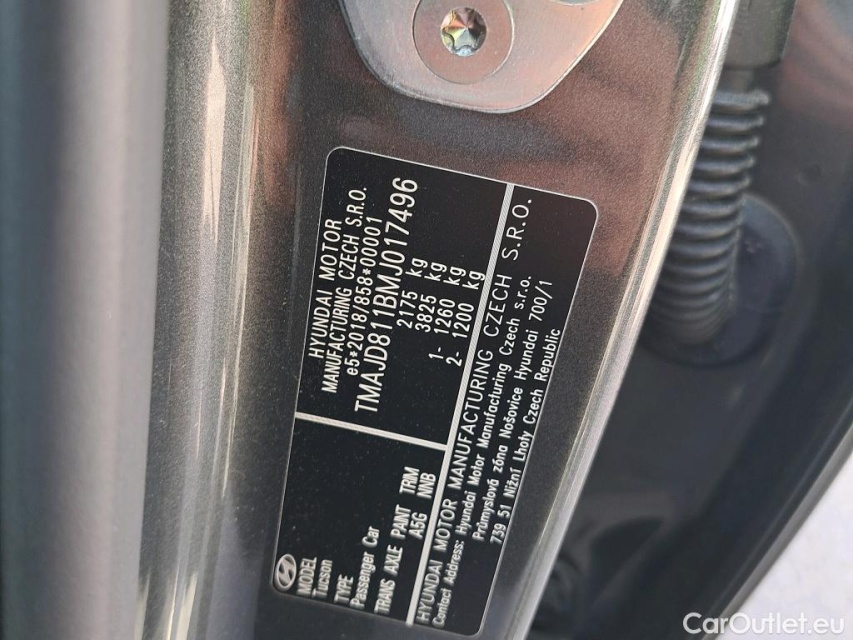 HYUNDAI MOTOR
MANUFACTURING CZECH S.R.O.
e5*2018/858*00001
TMAJD811BMJ017496
2175 kg
3825 kg
1- 1260 kg
2- 1200 kg
MODEL
Tucson
TYPE
Passenger Car
TRANS AXLE PAINT TRIM
A5G NNB
HYUNDAI MOTOR MANUFACTURING CZECH S.R.O.
Contact Address: Hyundai Motor Manufacturing Czech s.r.o.
Průmyslová zóna Nošovice Hyundai 700/1
739 51 Nižní Lhoty Czech Republic
CarOutlet.eu